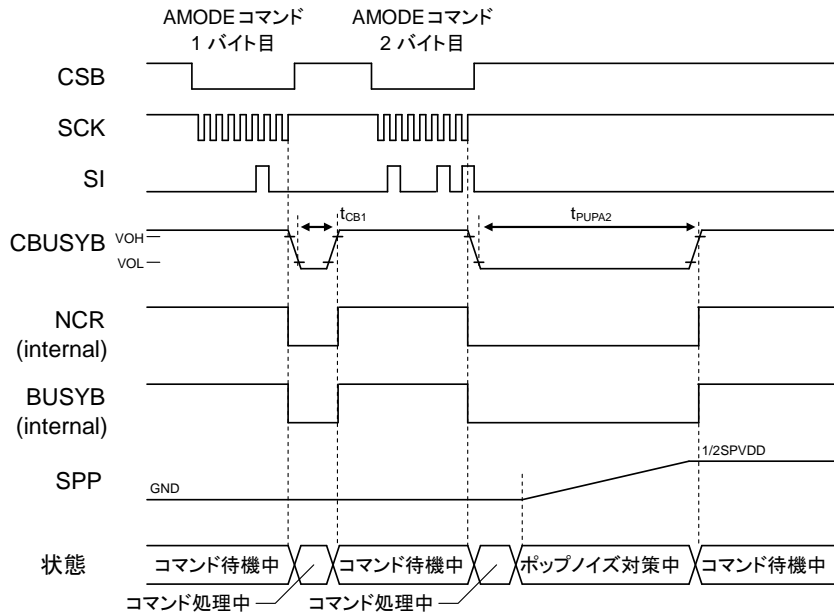 AMODEコマンド
1 バイト目
AMODEコマンド
2 バイト目
CSB
SCK
SI
CBUSYB
VOH
VOL
tCB1
tPUPA2
NCR
(internal)
BUSYB
(internal)
SPP
GND
1/2SPVDD
状態
コマンド待機中
コマンド待機中
ポップノイズ対策中
コマンド待機中
コマンド処理中
コマンド処理中